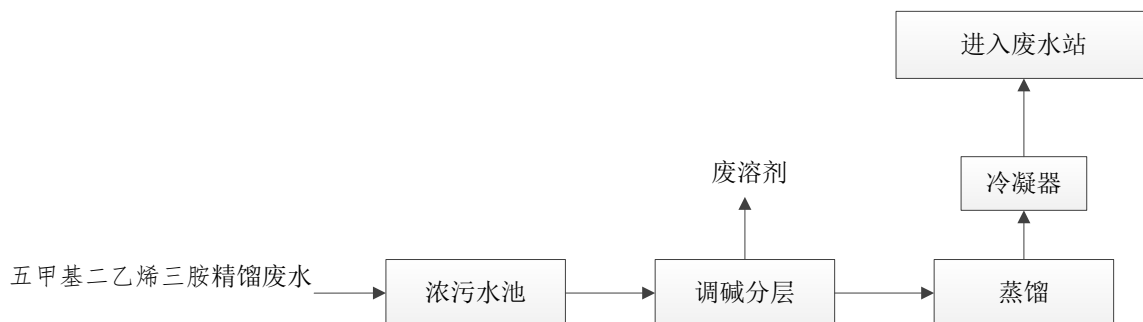 进入废水站
冷凝器
废溶剂
五甲基二乙烯三胺精馏废水
浓污水池
调碱分层
蒸馏